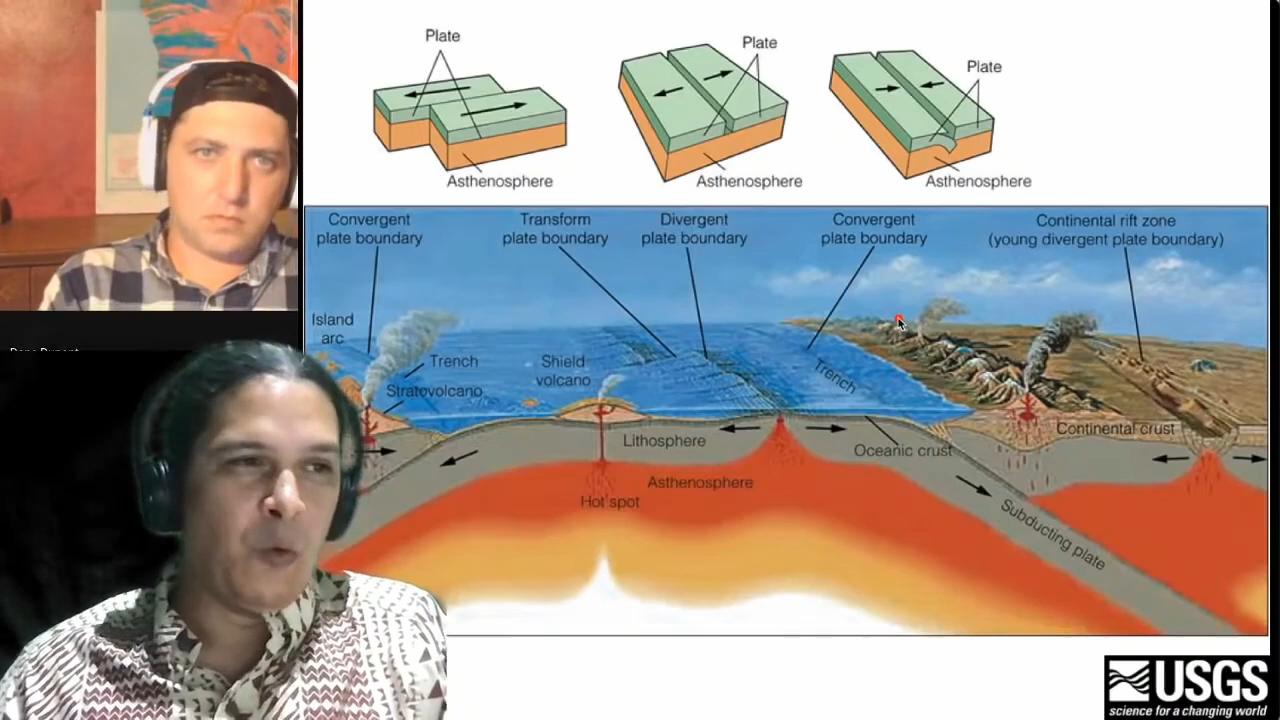 Plate
Plate
Plate
Asthenosphere
Asthenosphere
Asthenosphere
Convergent
plate boundary
Transform
plate boundary
Divergent
plate boundary
Convergent
plate boundary
Continental rift zone
(young divergent plate boundary)
Island
arc
Trench
Stratovolcano
Shield
volcano
Trench
Lithosphere
Oceanic crust
Continental crust
Asthenosphere
Hot spot
Subducting plate
USGS
science for a changing world